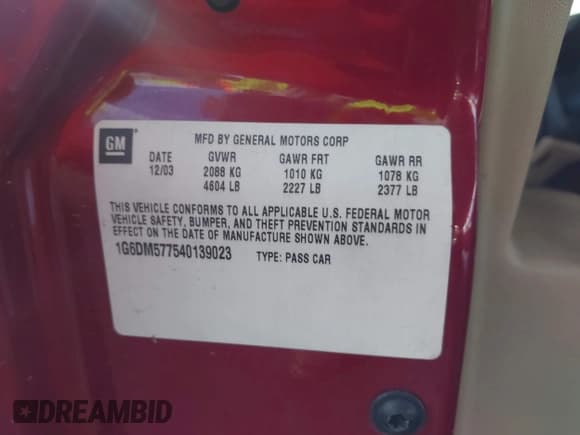 GM
MFD BY GENERAL MOTORS CORP
DATE GVWR GAWR FRT GAWR RR
12/03 2088 KG 1010 KG 1078 KG
4604 LB 2227 LB 2377 LB
THIS VEHICLE CONFORMS TO ALL APPLICABLE U.S. FEDERAL MOTOR
VEHICLE SAFETY, BUMPER, AND THEFT PREVENTION STANDARDS IN
EFFECT ON THE DATE OF MANUFACTURE SHOWN ABOVE.
1G6DM577540139023 TYPE: PASS CAR
DREAMBID